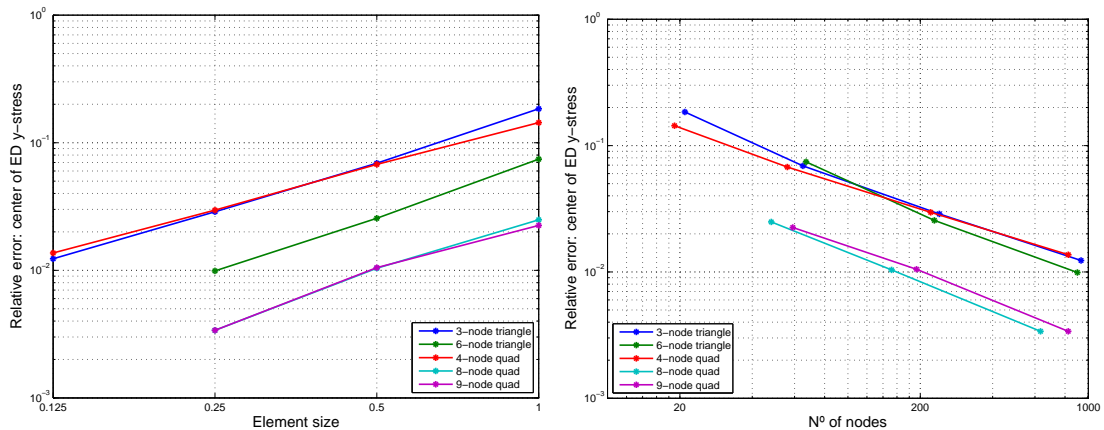 Relative error: center of ED y−stress
10^0
10^−1
10^−2
10^−3
0.125
0.25
0.5
1
Element size
3−node triangle
6−node triangle
4−node quad
8−node quad
9−node quad
Relative error: center of ED y−stress
10^0
10^−1
10^−2
10^−3
20
200
1000
Nº of nodes
3−node triangle
6−node triangle
4−node quad
8−node quad
9−node quad